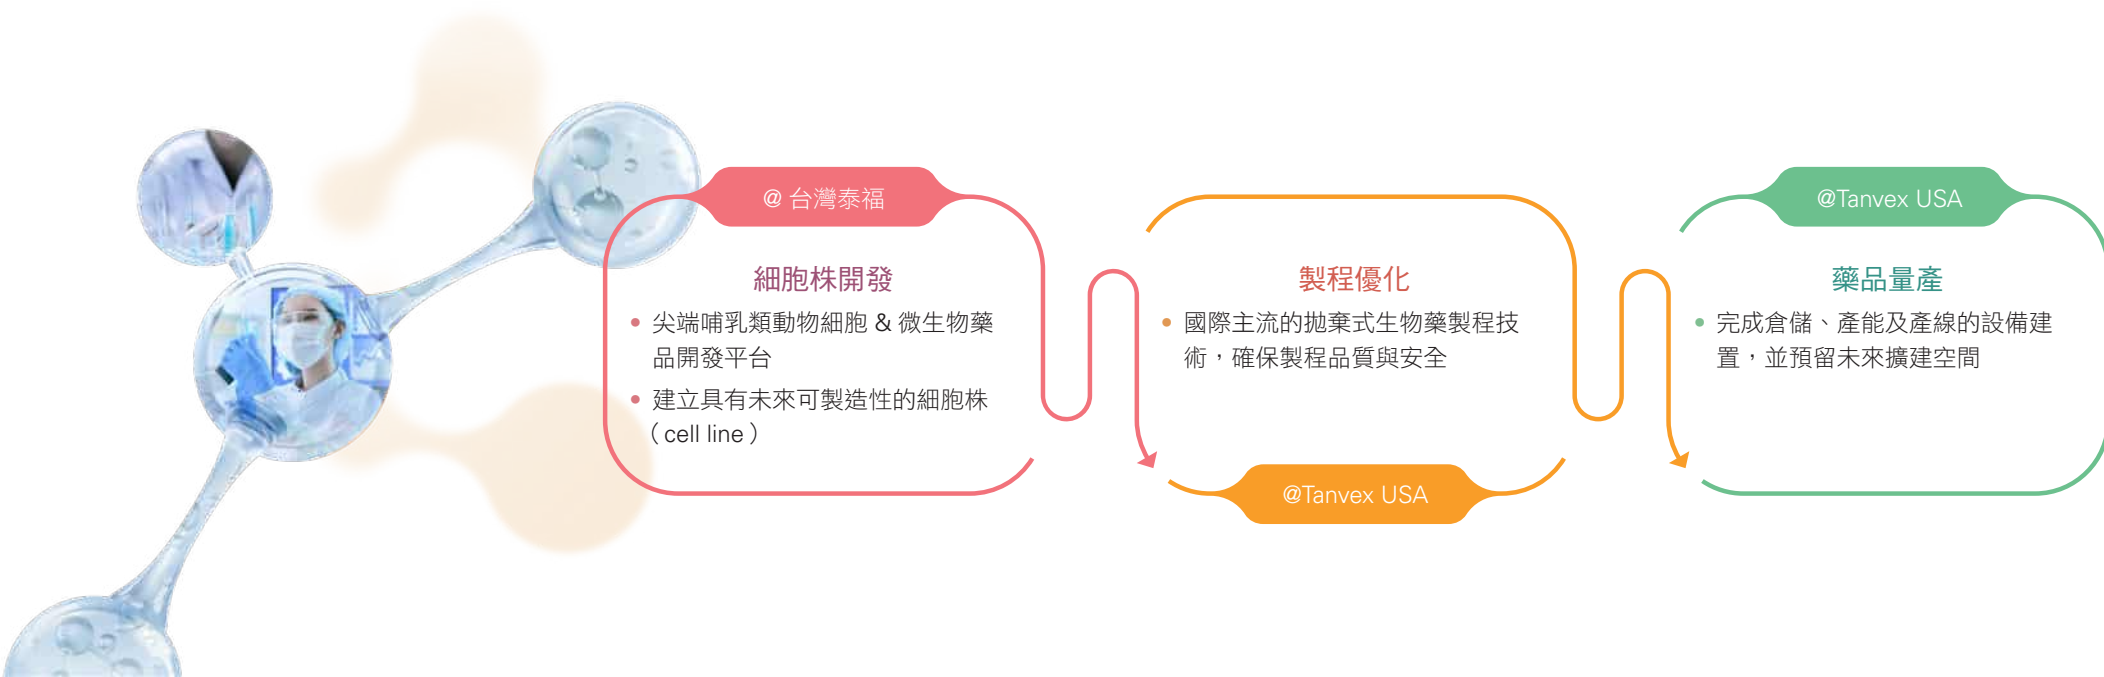 @ 台灣泰福
細胞株開發
• 尖端哺乳類動物細胞 & 微生物藥
品開發平台
• 建立具有未來可製造性的細胞株
（cell line）
製程優化
• 國際主流的拋棄式生物藥製程技
術，確保製程品質與安全
@Tanvex USA
@Tanvex USA
藥品量產
• 完成倉儲、產能及產線的設備建
置，並預留未來擴建空間